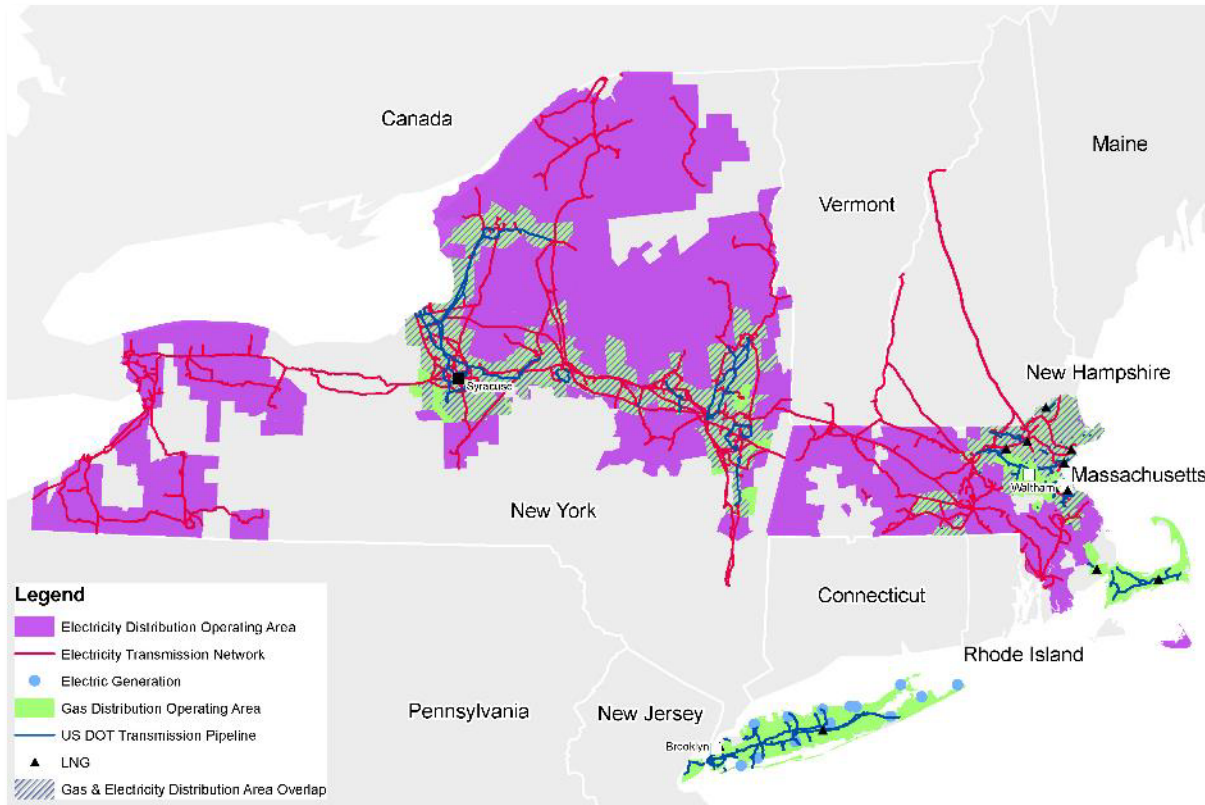 Canada
Maine
Vermont
New Hampshire
Syracuse
Massachusetts
Waltham
New York
Connecticut
Rhode Island
Pennsylvania
New Jersey
Brooklyn
Legend
Electricity Distribution Operating Area
Electricity Transmission Network
Electric Generation
Gas Distribution Operating Area
US DOT Transmission Pipeline
LNG
Gas & Electricity Distribution Area Overlap